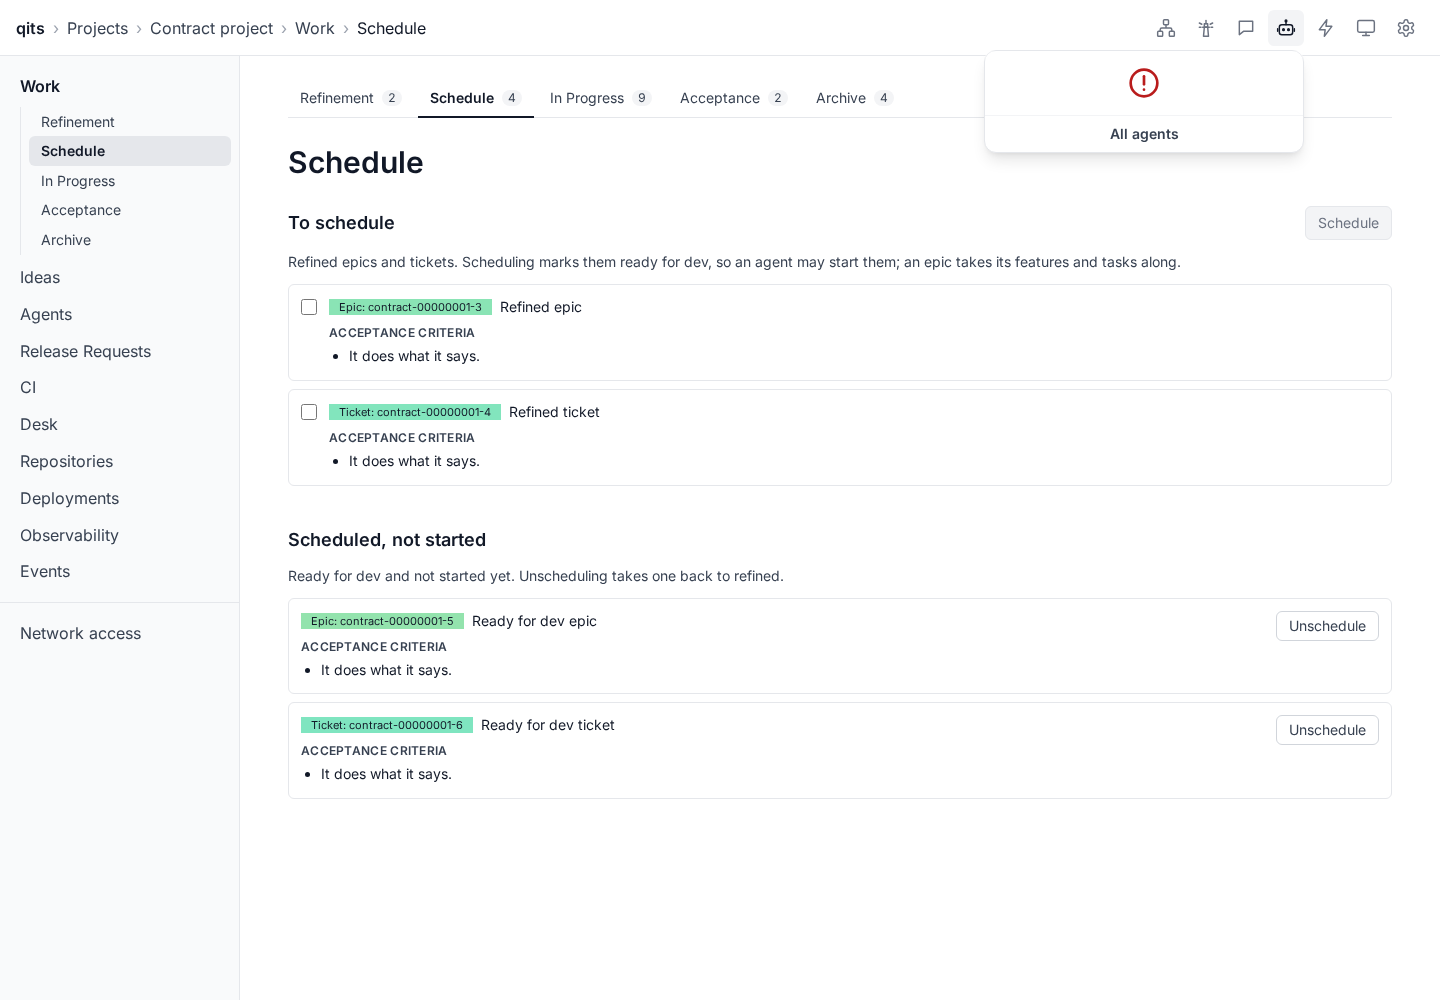 qits › Projects › Contract project › Work › Schedule
All agents
Work
Refinement
Schedule
In Progress
Acceptance
Archive
Ideas
Agents
Release Requests
CI
Desk
Repositories
Deployments
Observability
Events
Network access
Refinement 2 Schedule 4 In Progress 9 Acceptance 2 Archive 4
Schedule
To schedule
Schedule
Refined epics and tickets. Scheduling marks them ready for dev, so an agent may start them; an epic takes its features and tasks along.
Epic: contract-00000001-3 Refined epic
ACCEPTANCE CRITERIA
• It does what it says.
Ticket: contract-00000001-4 Refined ticket
ACCEPTANCE CRITERIA
• It does what it says.
Scheduled, not started
Ready for dev and not started yet. Unscheduling takes one back to refined.
Epic: contract-00000001-5 Ready for dev epic
Unschedule
ACCEPTANCE CRITERIA
• It does what it says.
Ticket: contract-00000001-6 Ready for dev ticket
Unschedule
ACCEPTANCE CRITERIA
• It does what it says.